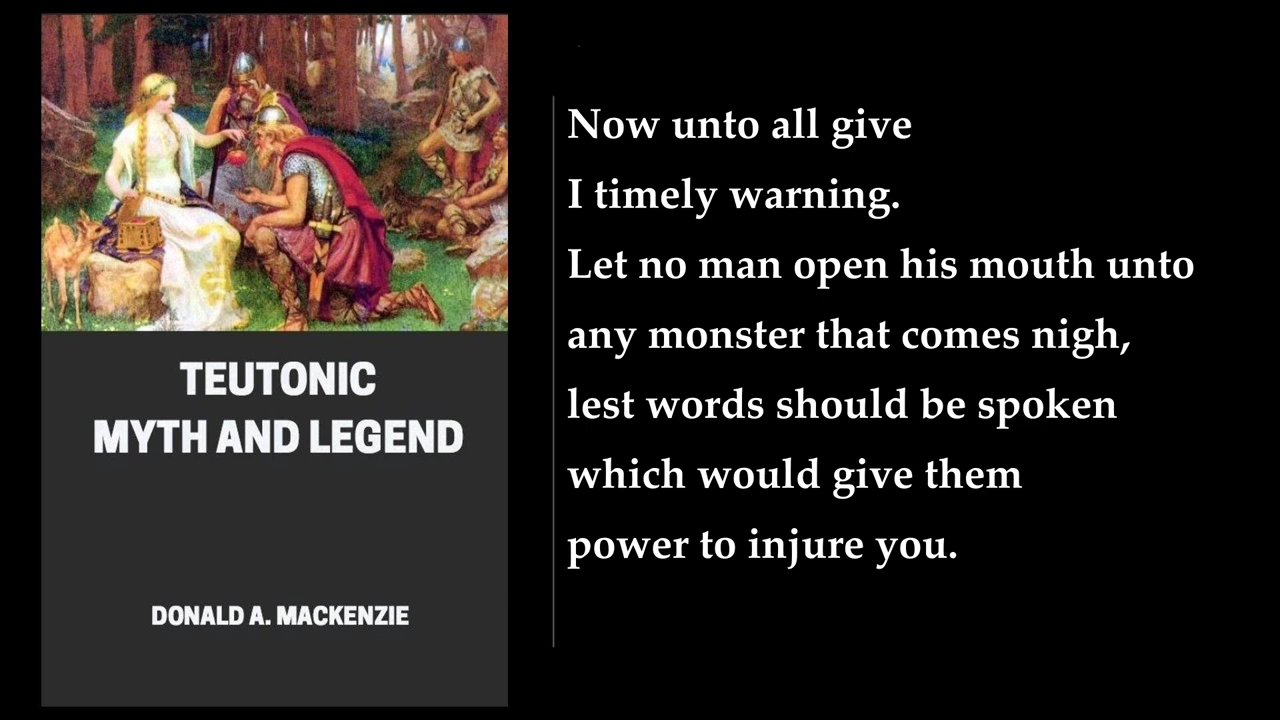 TEUTONIC
MYTH AND LEGEND
DONALD A. MACKENZIE
Now unto all give
I timely warning.
Let no man open his mouth unto
any monster that comes nigh,
lest words should be spoken
which would give them
power to injure you.